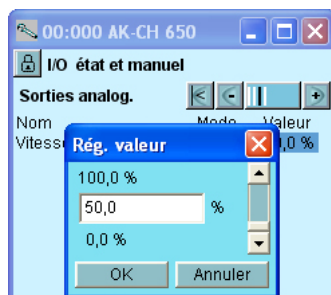 00:000 AK-CH 650
I/O état et manuel
Sorties analog.
Nom Mode Valeur
Rég. valeur
100,0 %
50,0 %
0,0 %
OK Annuler